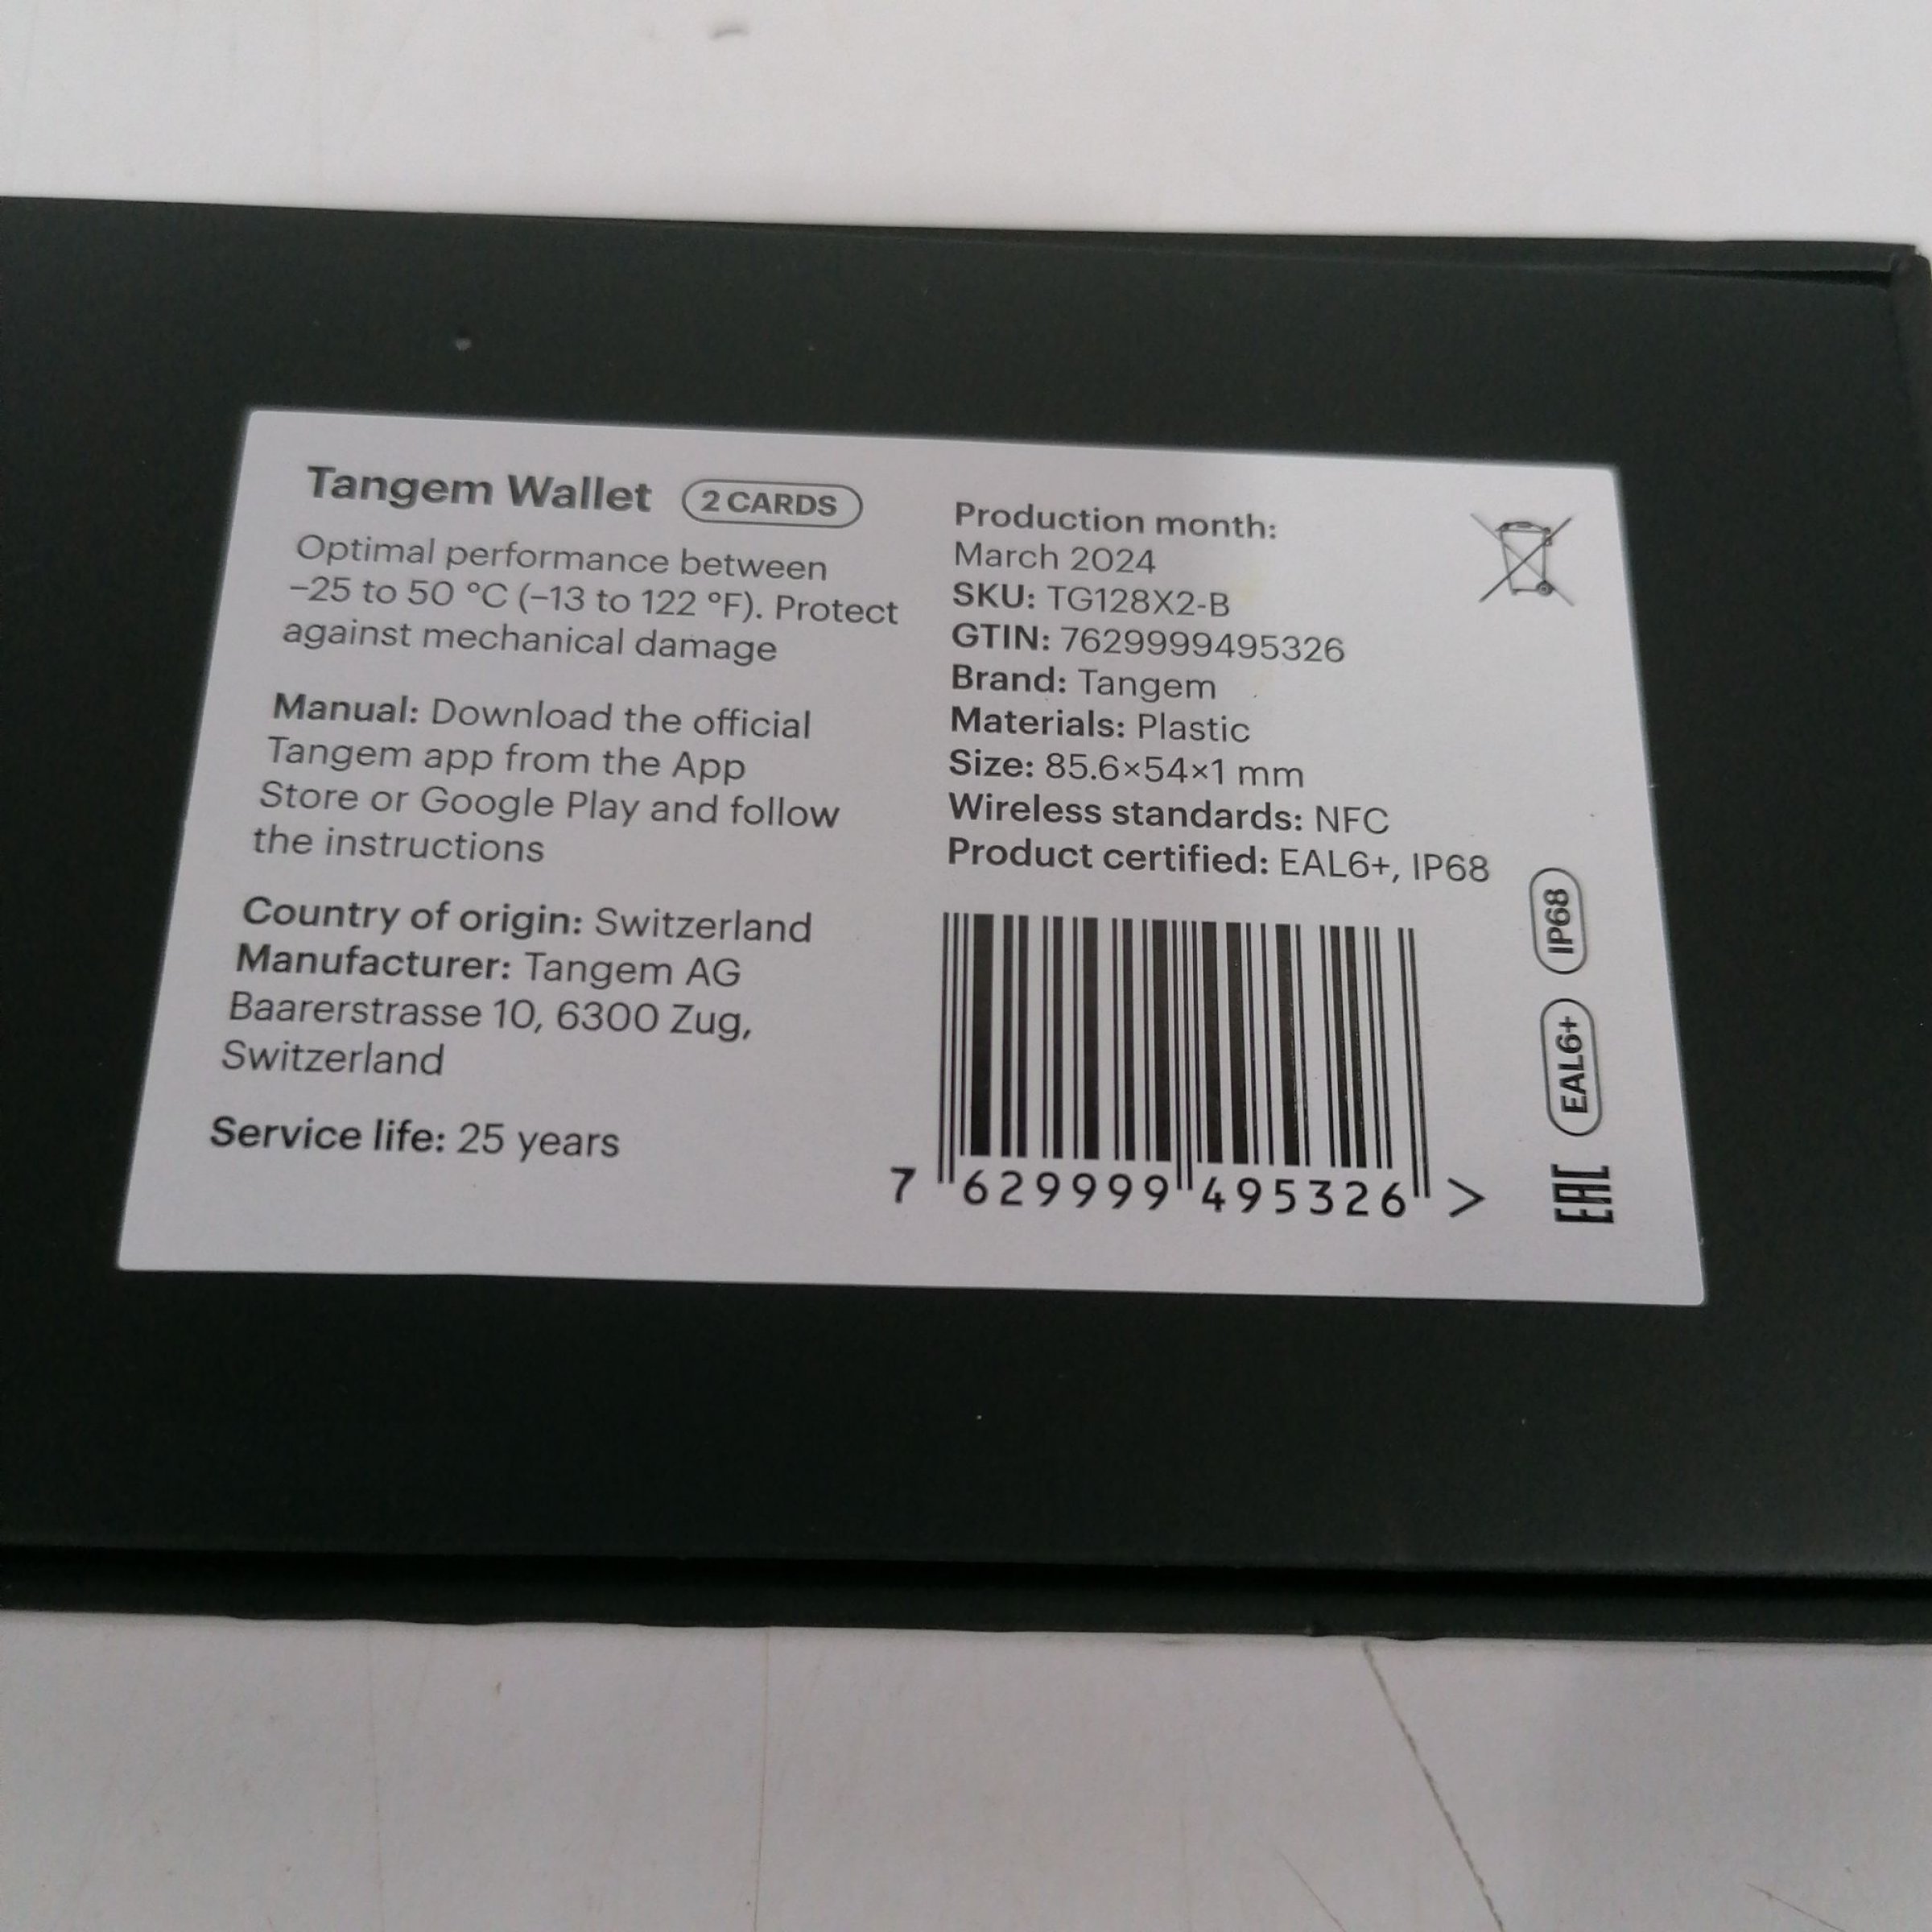 Tangem Wallet 2 CARDS
Optimal performance between
–25 to 50 °C (–13 to 122 °F). Protect
against mechanical damage
Manual: Download the official
Tangem app from the App
Store or Google Play and follow
the instructions
Country of origin: Switzerland
Manufacturer: Tangem AG
Baarerstrasse 10, 6300 Zug,
Switzerland
Service life: 25 years
Production month:
March 2024
SKU: TG128X2-B
GTIN: 7629999495326
Brand: Tangem
Materials: Plastic
Size: 85.6×54×1 mm
Wireless standards: NFC
Product certified: EAL6+, IP68
7 629999 495326 >
IP68
EAL6+
EAC